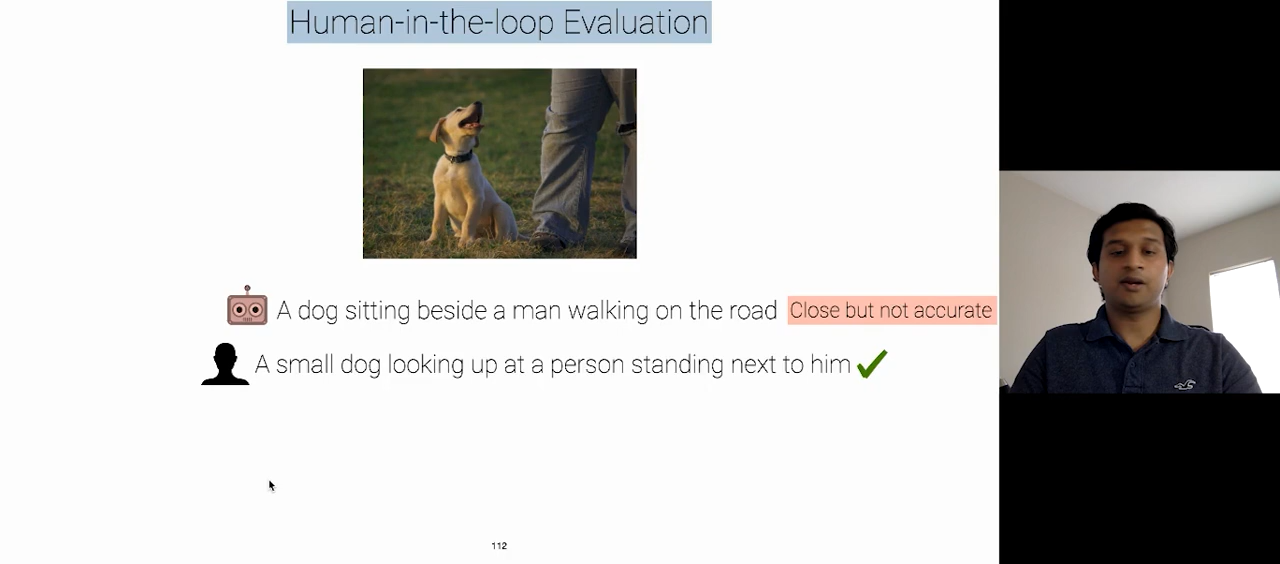 Human-in-the-loop Evaluation
A dog sitting beside a man walking on the road
Close but not accurate
A small dog looking up at a person standing next to him
112